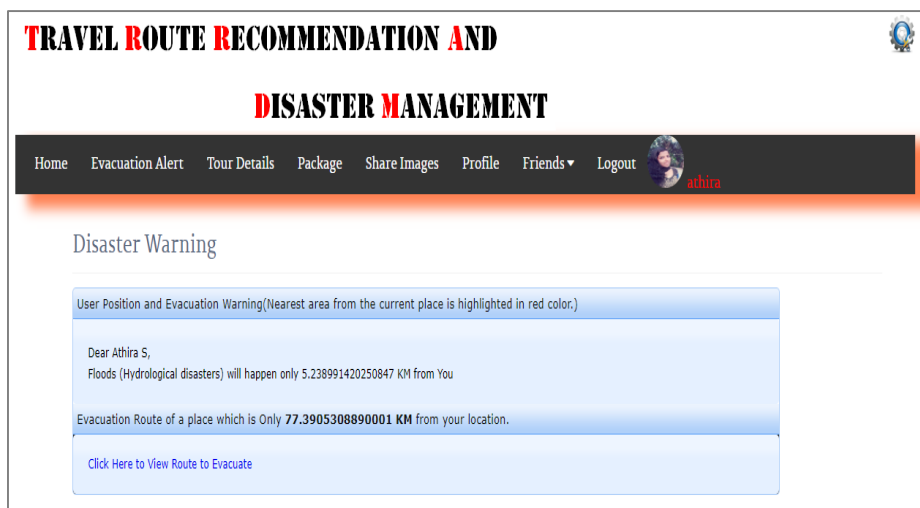 TRAVEL ROUTE RECOMMENDATION AND
DISASTER MANAGEMENT
Home Evacuation Alert Tour Details Package Share Images Profile Friends▾ Logout athira
Disaster Warning
User Position and Evacuation Warning(Nearest area from the current place is highlighted in red color.)
Dear Athira S,
Floods (Hydrological disasters) will happen only 5.238991420250847 KM from You
Evacuation Route of a place which is Only 77.3905308890001 KM from your location.
Click Here to View Route to Evacuate